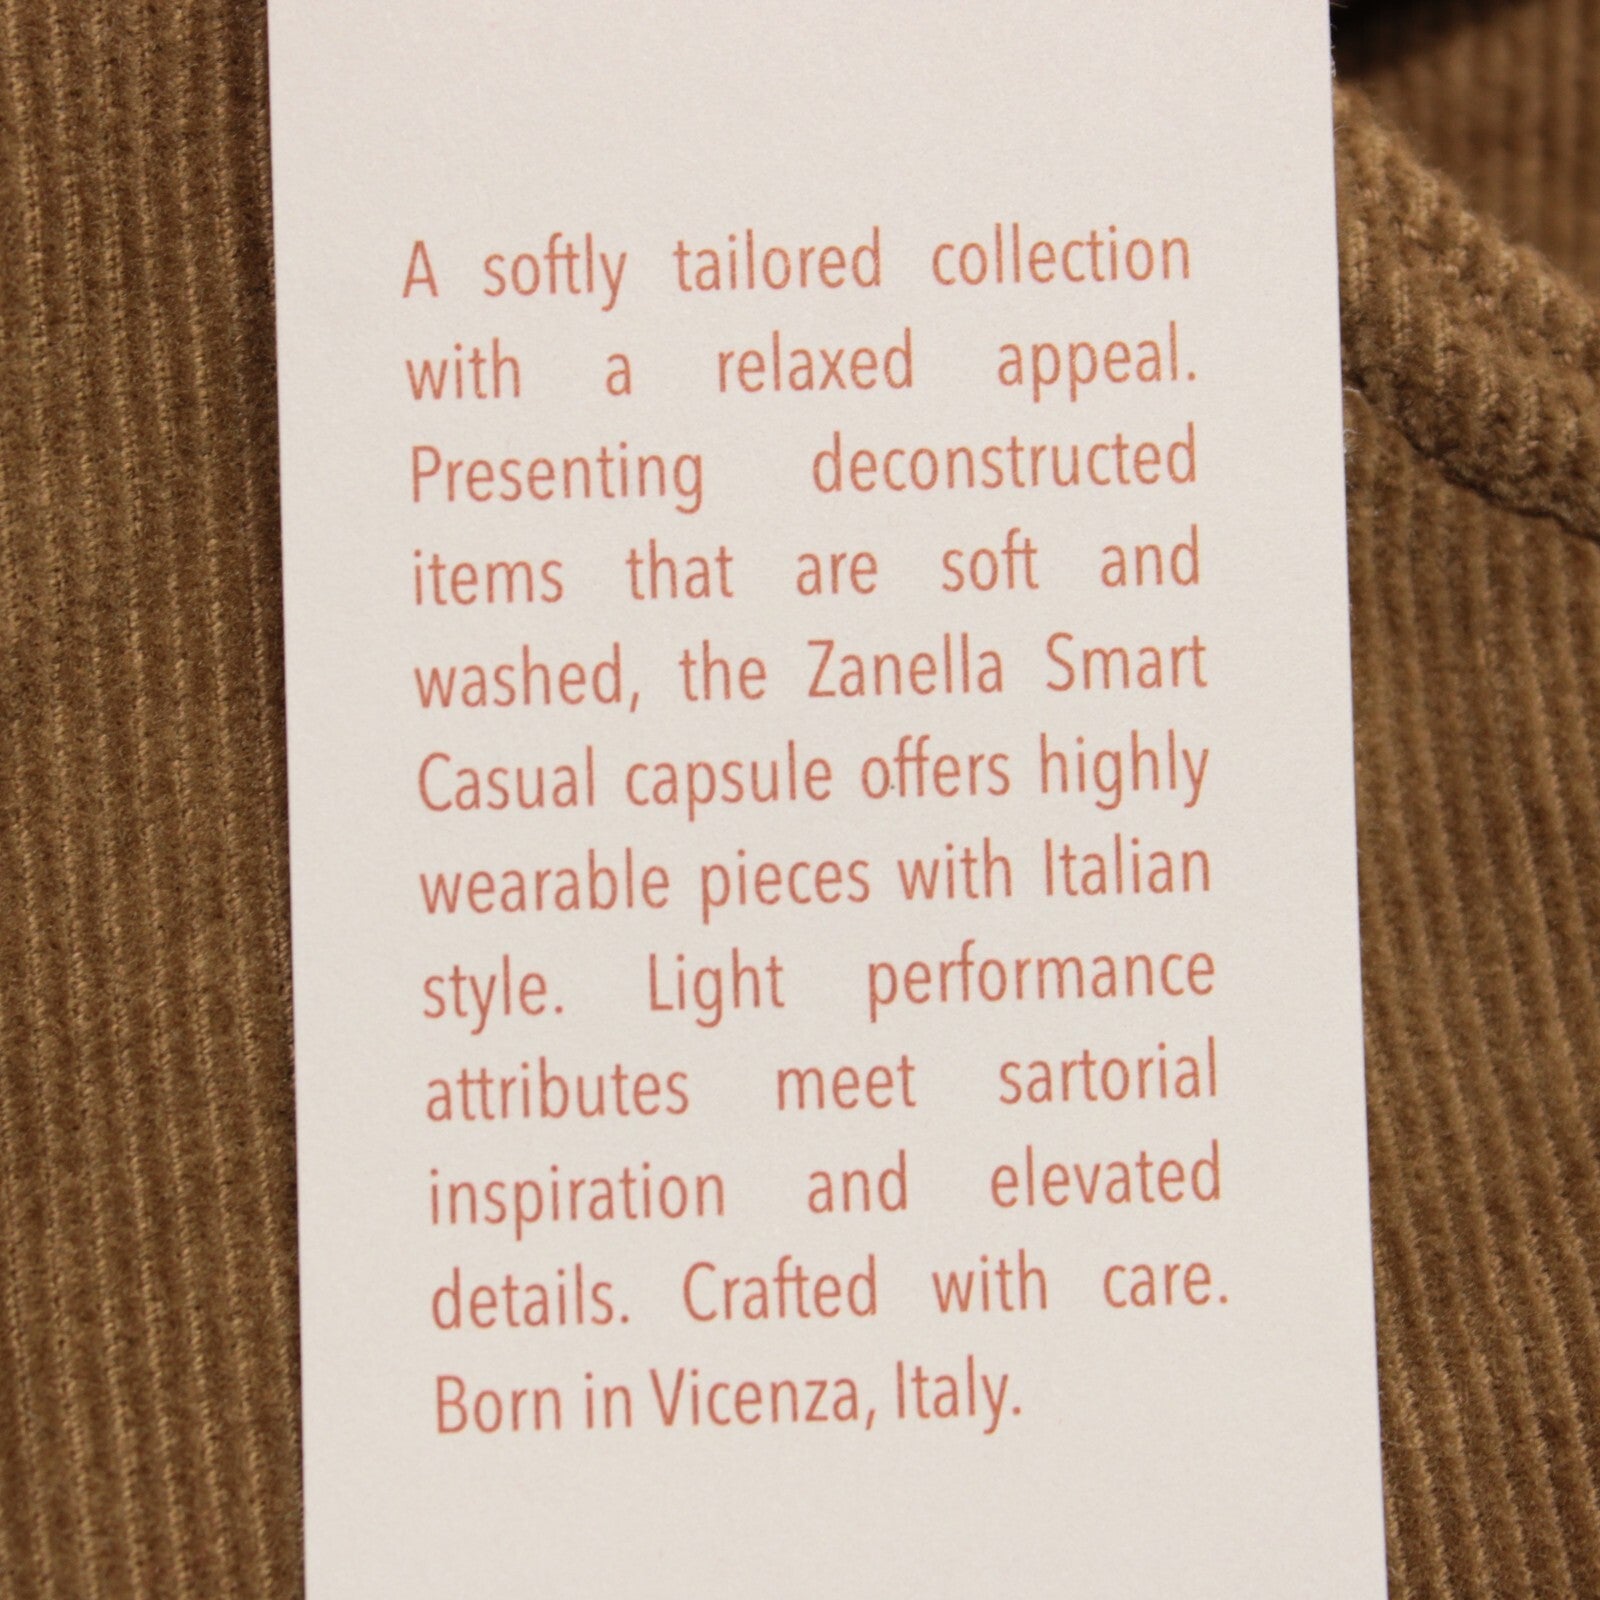 A softly tailored collection
with a relaxed appeal.
Presenting deconstructed
items that are soft and
washed, the Zanella Smart
Casual capsule offers highly
wearable pieces with Italian
style. Light performance
attributes meet sartorial
inspiration and elevated
details. Crafted with care.
Born in Vicenza, Italy.